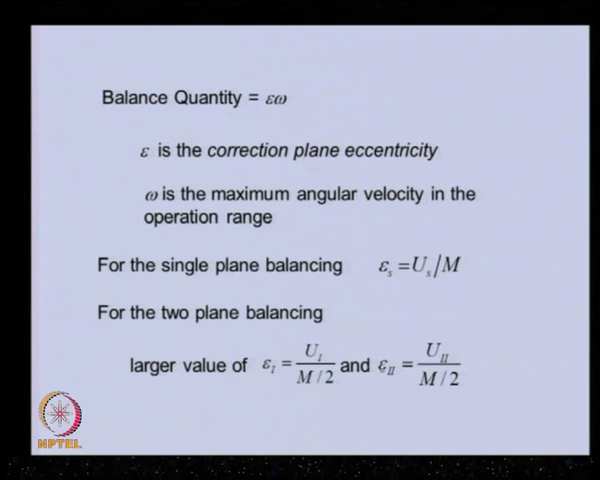 Balance Quantity = εω
ε is the correction plane eccentricity
ω is the maximum angular velocity in the
operation range
For the single plane balancing ε_s = U_s/M
For the two plane balancing
larger value of ε_I = U_I / M/2 and ε_II = U_II / M/2
NPTEL